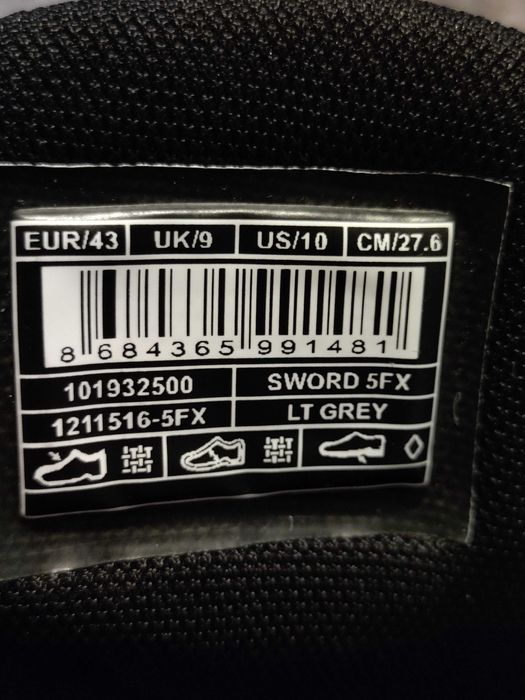 EUR/43 UK/9 US/10 CM/27.6
8 684365 991481
101932500 SWORD 5FX
1211516-5FX LT GREY